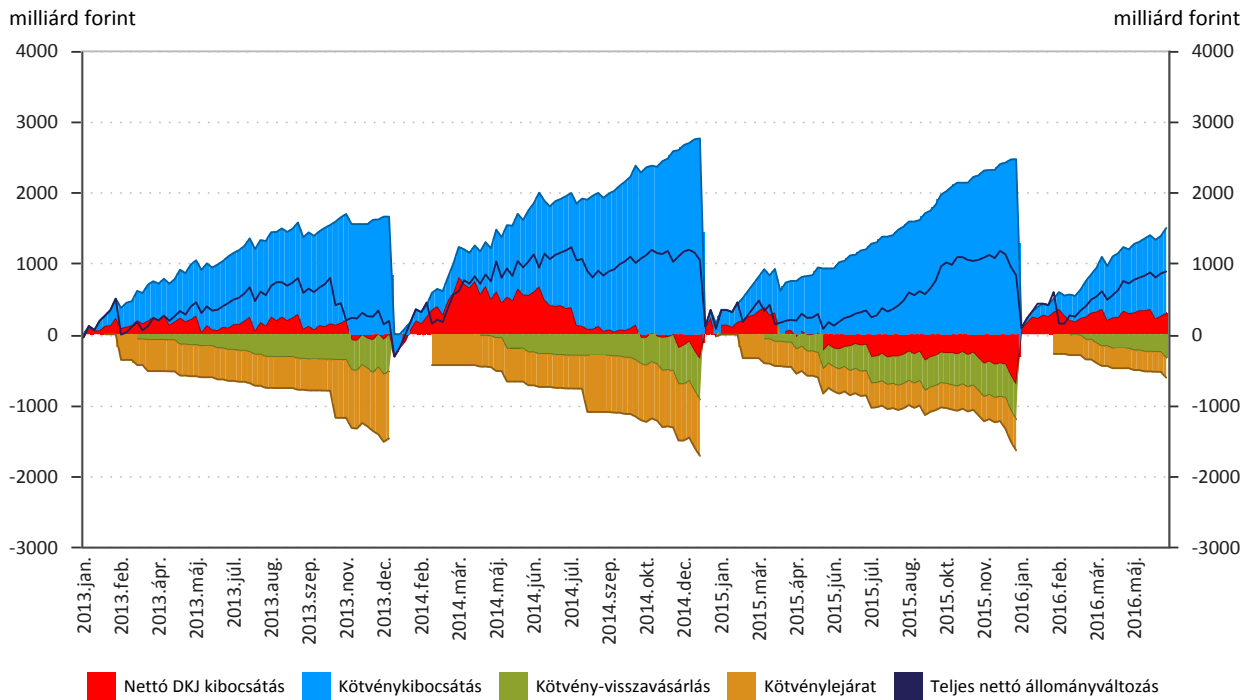 milliárd forint milliárd forint
4000 4000
3000 3000
2000 2000
1000 1000
0 0
-1000 -1000
-2000 -2000
-3000 -3000
2013.jan. 2013.feb. 2013.ápr. 2013.máj. 2013.júl. 2013.aug. 2013.szep. 2013.nov. 2013.dec. 2014.feb. 2014.már. 2014.máj. 2014.jún. 2014.júl. 2014.szep. 2014.okt. 2014.dec. 2015.jan. 2015.már. 2015.ápr. 2015.jún. 2015.júl. 2015.aug. 2015.okt. 2015.nov. 2016.jan. 2016.feb. 2016.már. 2016.máj.
Nettó DKJ kibocsátás Kötvénykibocsátás Kötvény-visszavásárlás Kötvénylejárat Teljes nettó állományváltozás